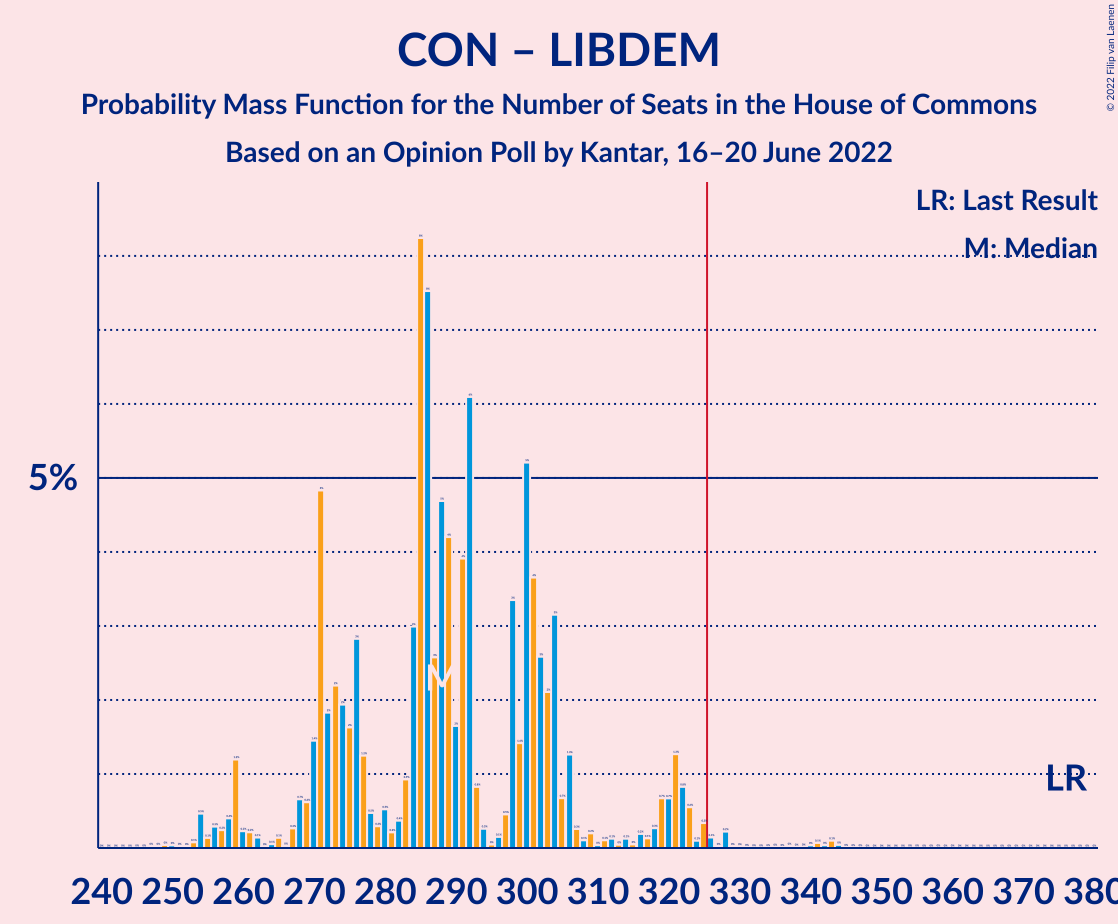 CON – LIBDEM
Probability Mass Function for the Number of Seats in the House of Commons
Based on an Opinion Poll by Kantar, 16–20 June 2022
© 2022 Filip van Laenen
LR: Last Result
M: Median
5%
M
LR
240 250 260 270 280 290 300 310 320 330 340 350 360 370 380